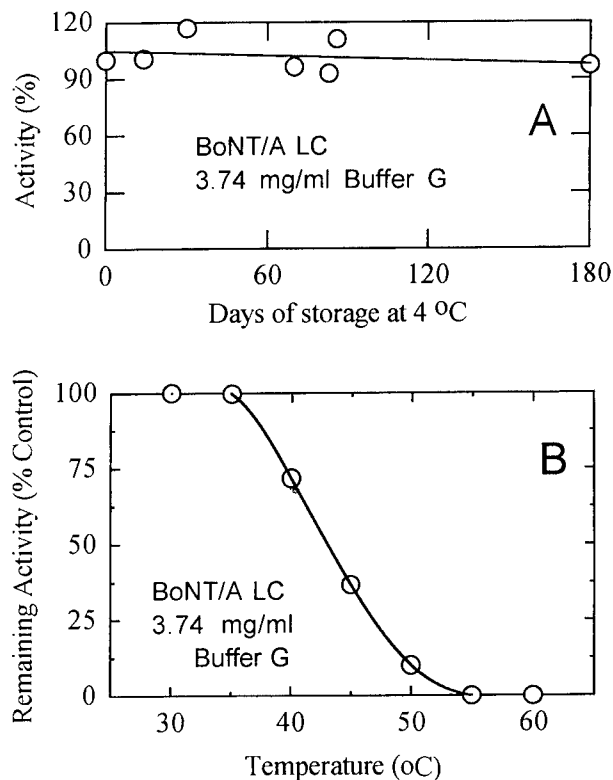 120
90
60
30
0
Activity (%)
A
BoNT/A LC
3.74 mg/ml Buffer G
0 60 120 180
Days of storage at 4 ºC
100
75
50
25
0
Remaining Activity (% Control)
B
BoNT/A LC
3.74 mg/ml
Buffer G
30 40 50 60
Temperature (oC)